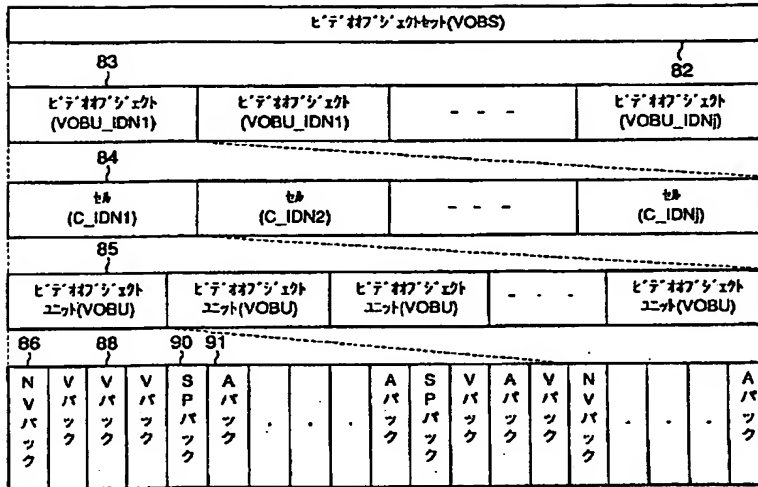 ﾋﾞﾃﾞｵｵﾌﾞｼﾞｪｸﾄセット(VOBS)
83 82
ﾋﾞﾃﾞｵｵﾌﾞｼﾞｪｸﾄ ﾋﾞﾃﾞｵｵﾌﾞｼﾞｪｸﾄ - - - ﾋﾞﾃﾞｵｵﾌﾞｼﾞｪｸﾄ
(VOBU_IDN1) (VOBU_IDN1) (VOBU_IDNj)
84
ｾﾙ ｾﾙ - - - ｾﾙ
(C_IDN1) (C_IDN2) (C_IDNj)
85
ﾋﾞﾃﾞｵｵﾌﾞｼﾞｪｸﾄ ﾋﾞﾃﾞｵｵﾌﾞｼﾞｪｸﾄ ﾋﾞﾃﾞｵｵﾌﾞｼﾞｪｸﾄ - - - ﾋﾞﾃﾞｵｵﾌﾞｼﾞｪｸﾄ
ユニット(VOBU) ユニット(VOBU) ユニット(VOBU) ユニット(VOBU)
86 88 90 91
NVパック
Vパック
Vパック
Vパック
SPパック
Aパック
. . .
Aパック
SPパック
Vパック
Aパック
Vパック
NVパック
. . .
Aパック